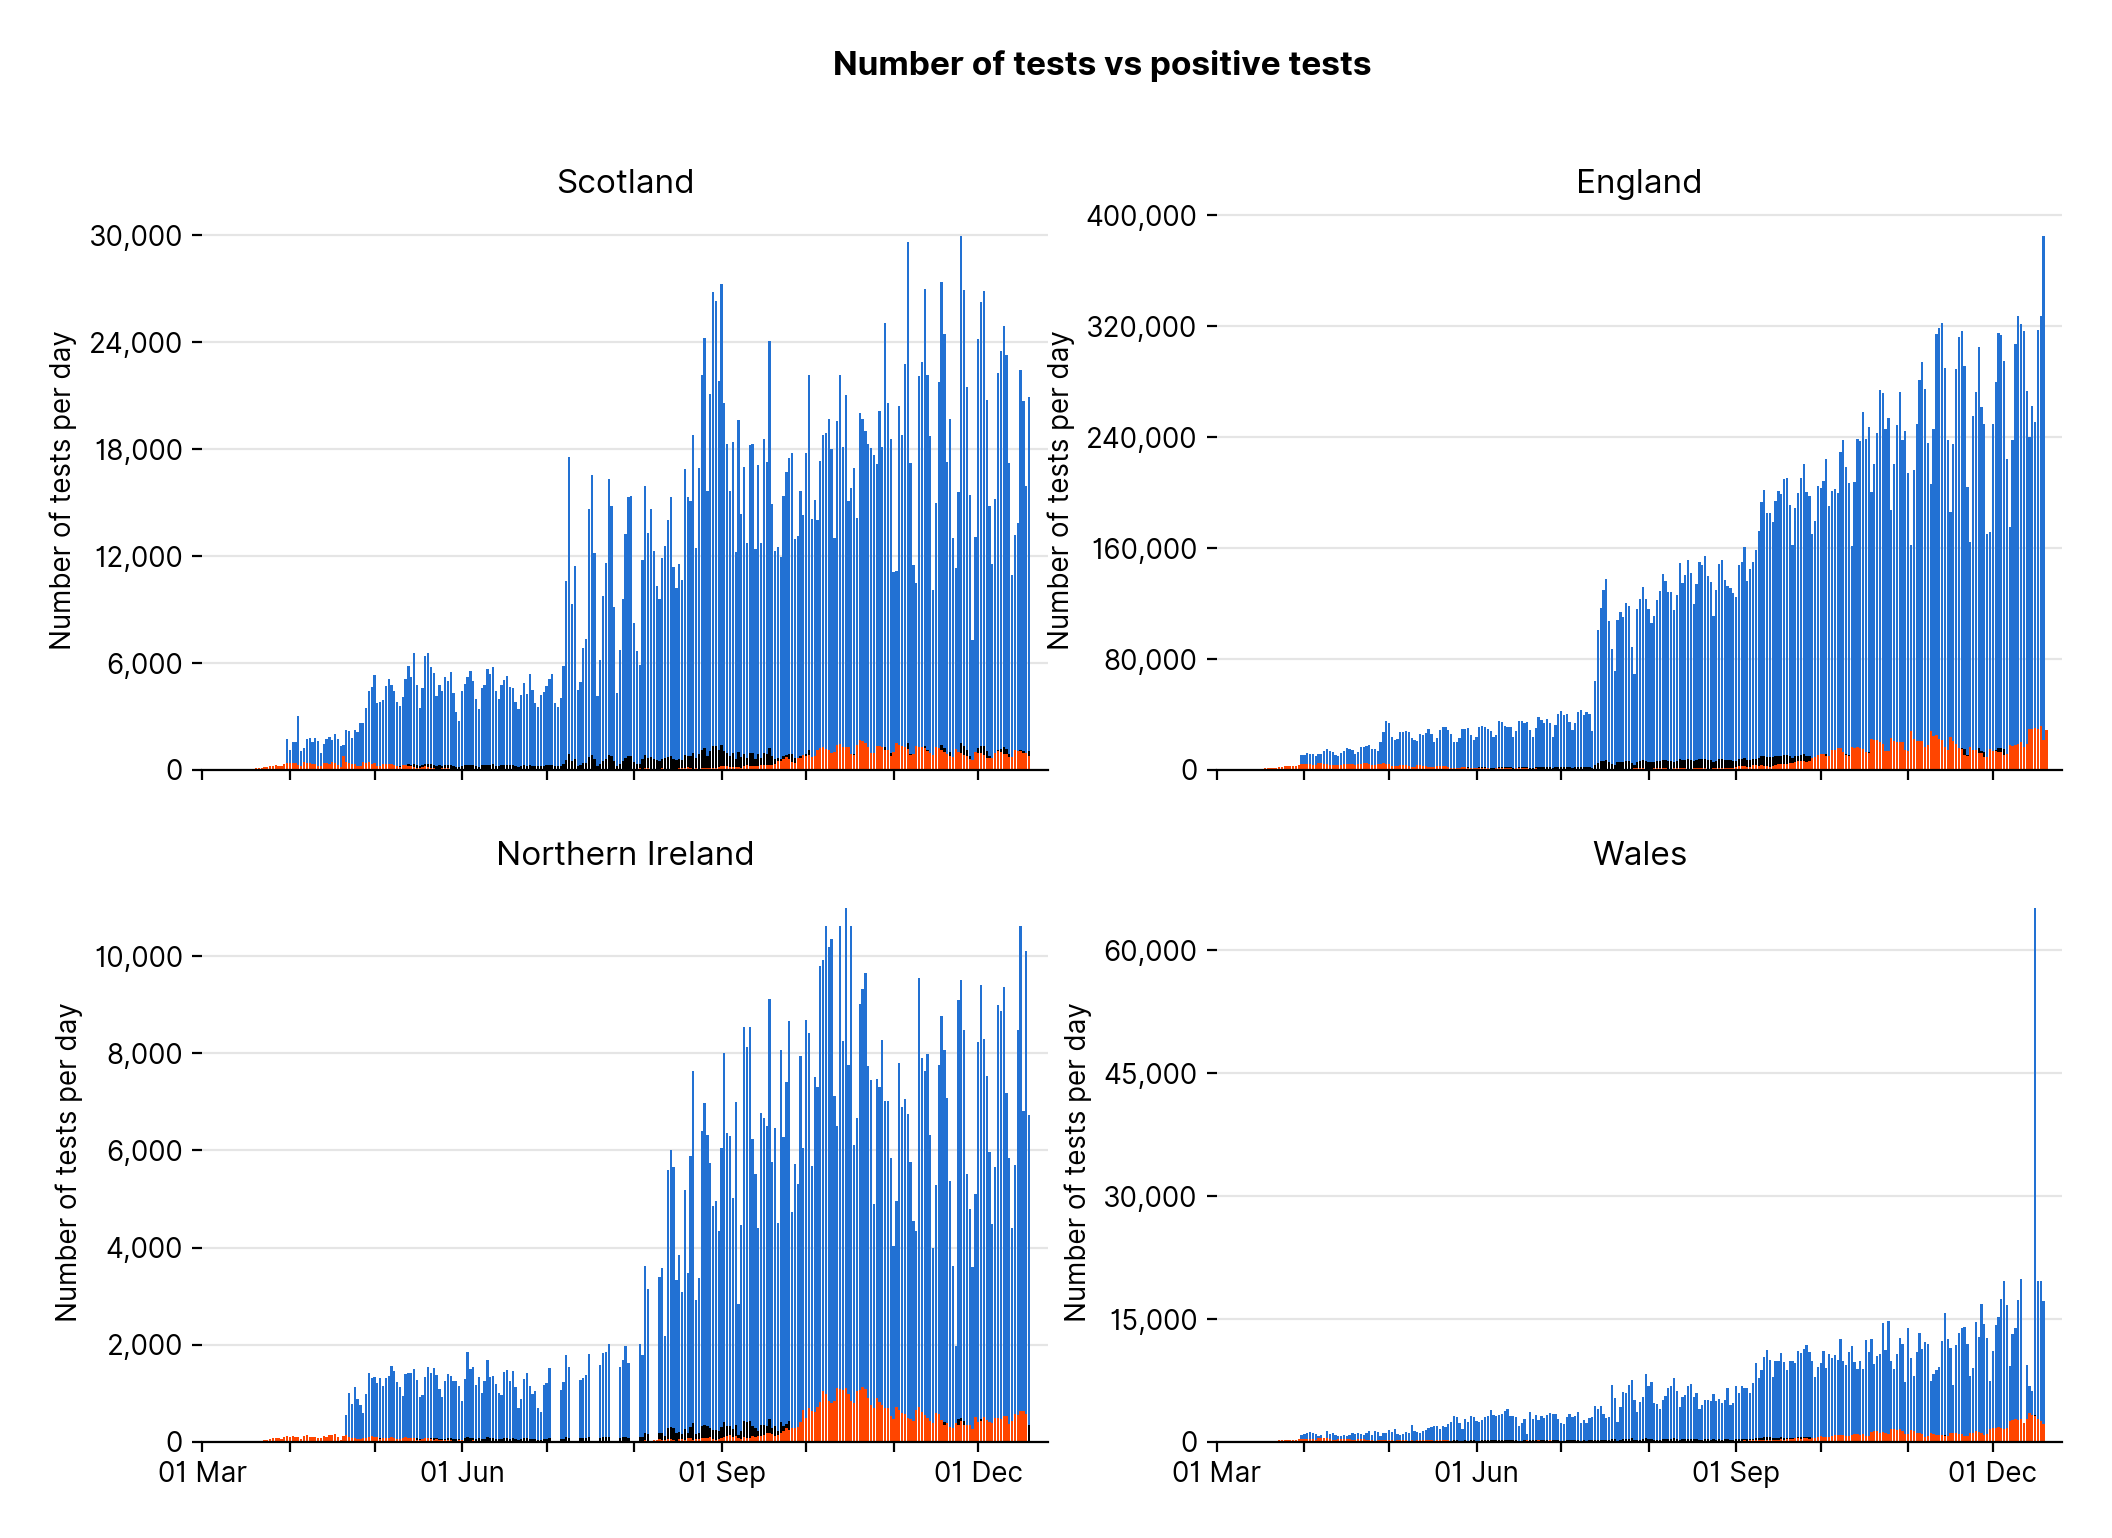 Number of tests vs positive tests
Scotland
Number of tests per day
30,000
24,000
18,000
12,000
6,000
0
England
Number of tests per day
400,000
320,000
240,000
160,000
80,000
0
Northern Ireland
Number of tests per day
10,000
8,000
6,000
4,000
2,000
0
01 Mar
01 Jun
01 Sep
01 Dec
Wales
Number of tests per day
60,000
45,000
30,000
15,000
0
01 Mar
01 Jun
01 Sep
01 Dec